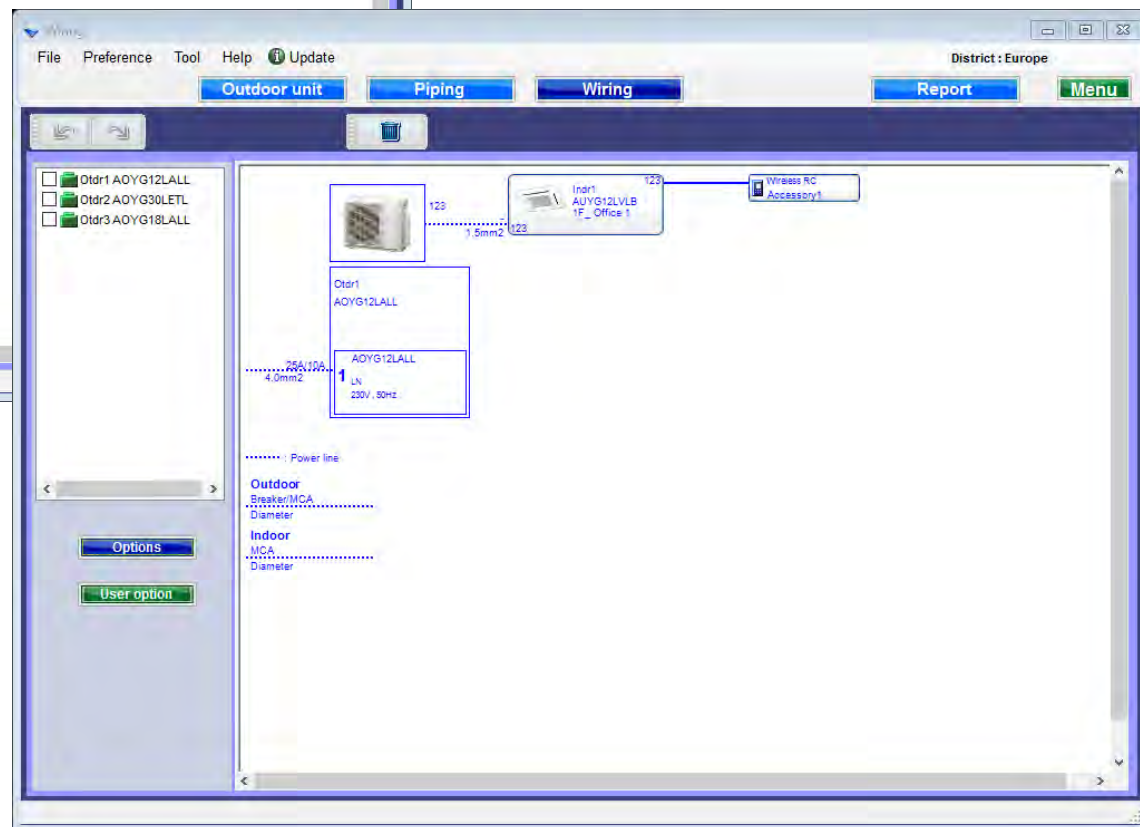 Wiring
File Preference Tool Help Update
District : Europe
Outdoor unit Piping Wiring Report Menu
Otdr1 AOYG12LALL
Otdr2 AOYG30LETL
Otdr3 AOYG18LALL
Options
User option
123
1.5mm2
-
123
Indr1
AUYG12LVLB
1F_ Office 1
123
Wireless RC
Accessory1
Otdr1
AOYG12LALL
25A/10A
4.0mm2
AOYG12LALL
1
LN
230V , 50Hz
: Power line
Outdoor
Breaker/MCA
Diameter
Indoor
MCA
Diameter